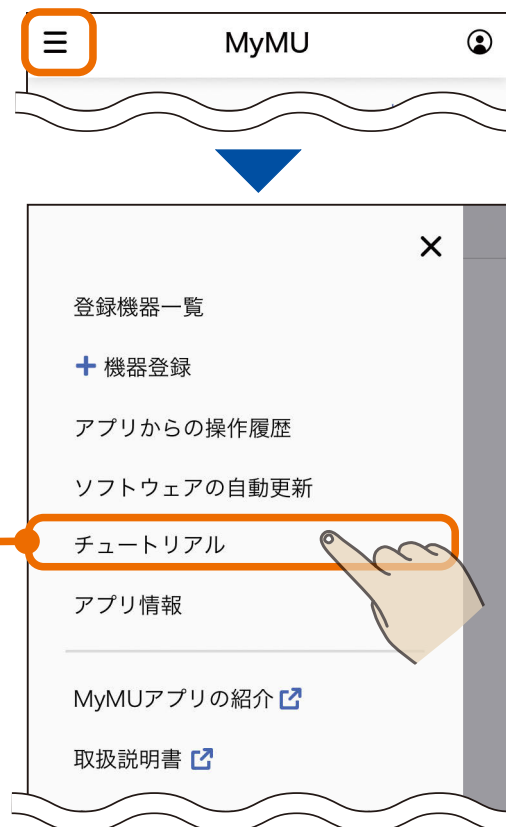 MyMU
登録機器一覧
機器登録
アプリからの操作履歴
ソフトウェアの自動更新
チュートリアル
アプリ情報
MyMUアプリの紹介
取扱説明書